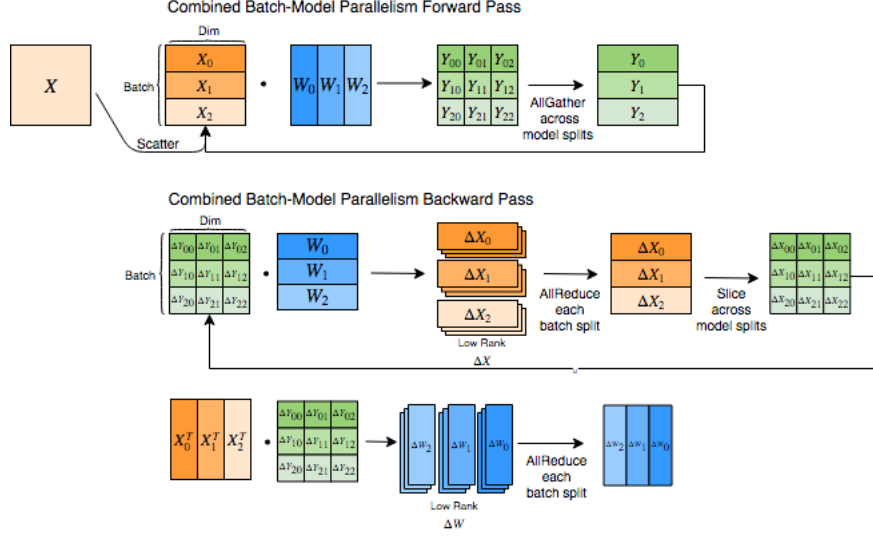 Combined Batch-Model Parallelism Forward Pass
Dim
Batch
X
X₀
X₁
X₂
W₀ W₁ W₂
Y₀₀ Y₀₁ Y₀₂
Y₁₀ Y₁₁ Y₁₂
Y₂₀ Y₂₁ Y₂₂
AllGather
across
model splits
Y₀
Y₁
Y₂
Scatter
Combined Batch-Model Parallelism Backward Pass
Dim
Batch
ΔY₀₀ ΔY₀₁ ΔY₀₂
ΔY₁₀ ΔY₁₁ ΔY₁₂
ΔY₂₀ ΔY₂₁ ΔY₂₂
W₀
W₁
W₂
ΔX₀
ΔX₁
ΔX₂
Low Rank
ΔX
AllReduce
each
batch split
ΔX₀
ΔX₁
ΔX₂
Slice
across
model splits
ΔX₀₀ ΔX₀₁ ΔX₀₂
ΔX₁₀ ΔX₁₁ ΔX₁₂
ΔX₂₀ ΔX₂₁ ΔX₂₂
X₀ᵀ X₁ᵀ X₂ᵀ
ΔY₀₀ ΔY₀₁ ΔY₀₂
ΔY₁₀ ΔY₁₁ ΔY₁₂
ΔY₂₀ ΔY₂₁ ΔY₂₂
ΔW₂ ΔW₁ ΔW₀
Low Rank
ΔW
AllReduce
each
batch split
ΔW₂ ΔW₁ ΔW₀